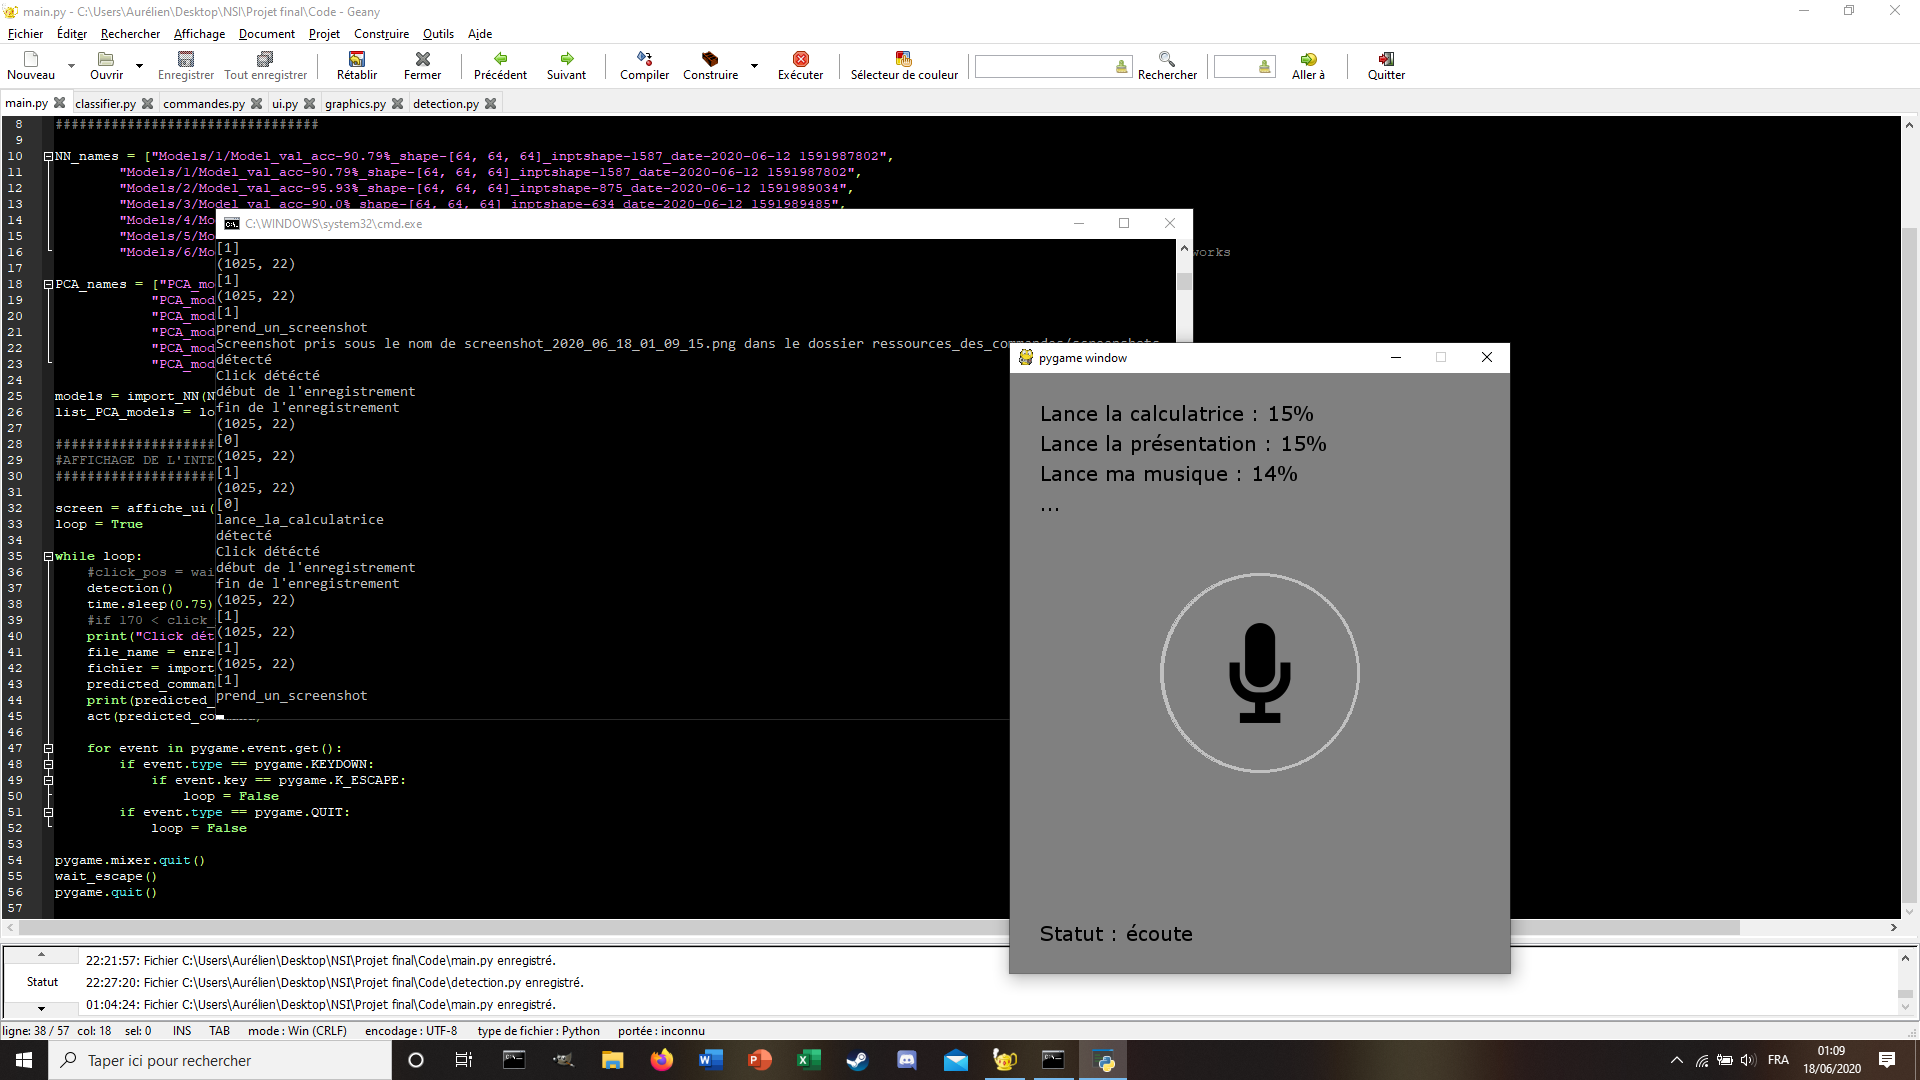 main.py - C:\Users\Aurélien\Desktop\NSI\Projet final\Code - Geany
Fichier Éditer Rechercher Affichage Document Projet Construire Outils Aide
Nouveau Ouvrir Enregistrer Tout enregistrer Rétablir Fermer Précédent Suivant Compiler Construire Exécuter Sélecteur de couleur Rechercher Aller à Quitter
main.py classifier.py commandes.py ui.py graphics.py detection.py
8 #################################
9
10 NN_names = ["Models/1/Model_val_acc-90.79%_shape-[64, 64, 64]_inptshape-1587_date-2020-06-12 1591987802",
11 "Models/1/Model_val_acc-90.79%_shape-[64, 64, 64]_inptshape-1587_date-2020-06-12 1591987802",
12 "Models/2/Model_val_acc-95.93%_shape-[64, 64, 64]_inptshape-875_date-2020-06-12 1591989034",
13 "Models/3/Model_val_acc-90.0%_shape-[64, 64, 64]_inptshape-634_date-2020-06-12 1591989485",
14 "Models/4/Mo
15 "Models/5/Mo
16 "Models/6/Mo works
17
18 PCA_names = ["PCA_mo
19 "PCA_mod
20 "PCA_mod
21 "PCA_mod
22 "PCA_mod
23 "PCA_mod
24
25 models = import_NN(N
26 list_PCA_models = lo
27
28 ####################
29 #AFFICHAGE DE L'INTE
30 ####################
31
32 screen = affiche_ui(
33 loop = True
34
35 while loop:
36 #click_pos = wai
37 detection()
38 time.sleep(0.75)
39 #if 170 < click_
40 print("Click dét
41 file_name = enre
42 fichier = import
43 predicted_comman
44 print(predicted_
45 act(predicted_command)
46
47 for event in pygame.event.get():
48 if event.type == pygame.KEYDOWN:
49 if event.key == pygame.K_ESCAPE:
50 loop = False
51 if event.type == pygame.QUIT:
52 loop = False
53
54 pygame.mixer.quit()
55 wait_escape()
56 pygame.quit()
57
C:\WINDOWS\system32\cmd.exe
[1]
(1025, 22)
[1]
(1025, 22)
[1]
prend_un_screenshot
Screenshot pris sous le nom de screenshot_2020_06_18_01_09_15.png dans le dossier ressources_des_commandes/screenshots
détecté
Click détécté
début de l'enregistrement
fin de l'enregistrement
(1025, 22)
[0]
(1025, 22)
[1]
(1025, 22)
[0]
lance_la_calculatrice
détecté
Click détécté
début de l'enregistrement
fin de l'enregistrement
(1025, 22)
[1]
(1025, 22)
[1]
(1025, 22)
[1]
prend_un_screenshot
pygame window
Lance la calculatrice : 15%
Lance la présentation : 15%
Lance ma musique : 14%
...
Statut : écoute
Statut
22:21:57: Fichier C:\Users\Aurélien\Desktop\NSI\Projet final\Code\main.py enregistré.
22:27:20: Fichier C:\Users\Aurélien\Desktop\NSI\Projet final\Code\detection.py enregistré.
01:04:24: Fichier C:\Users\Aurélien\Desktop\NSI\Projet final\Code\main.py enregistré.
ligne: 38 / 57 col: 18 sel: 0 INS TAB mode : Win (CRLF) encodage : UTF-8 type de fichier : Python portée : inconnu
Taper ici pour rechercher
FRA
01:09
18/06/2020